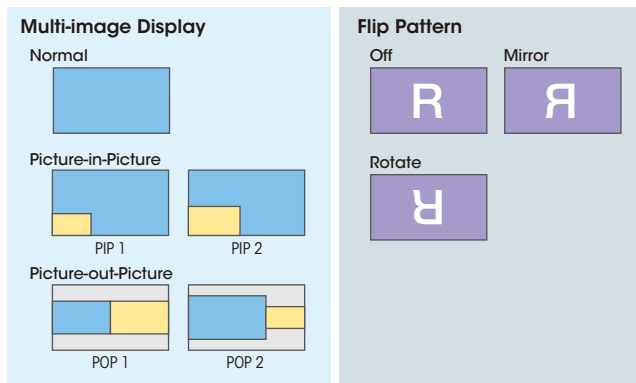 Multi-image Display
Normal
Picture-in-Picture
PIP 1 PIP 2
Picture-out-Picture
POP 1 POP 2
Flip Pattern
Off Mirror
R Я
Rotate
R